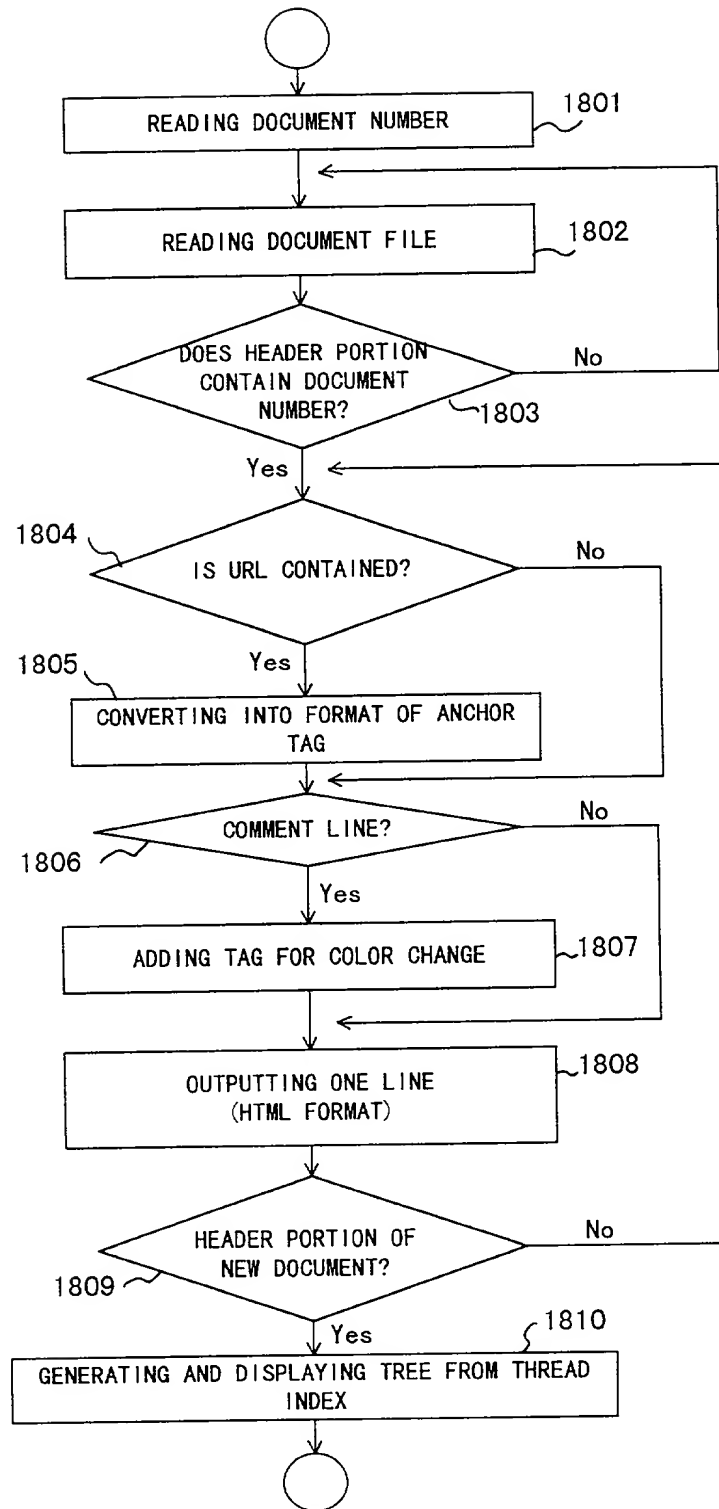 READING DOCUMENT NUMBER
1801
READING DOCUMENT FILE
1802
DOES HEADER PORTION
CONTAIN DOCUMENT
NUMBER?
No
1803
Yes
1804
IS URL CONTAINED?
No
Yes
1805
CONVERTING INTO FORMAT OF ANCHOR
TAG
COMMENT LINE?
No
1806
Yes
ADDING TAG FOR COLOR CHANGE
1807
OUTPUTTING ONE LINE
(HTML FORMAT)
1808
HEADER PORTION OF
NEW DOCUMENT?
No
1809
Yes
1810
GENERATING AND DISPLAYING TREE FROM THREAD
INDEX